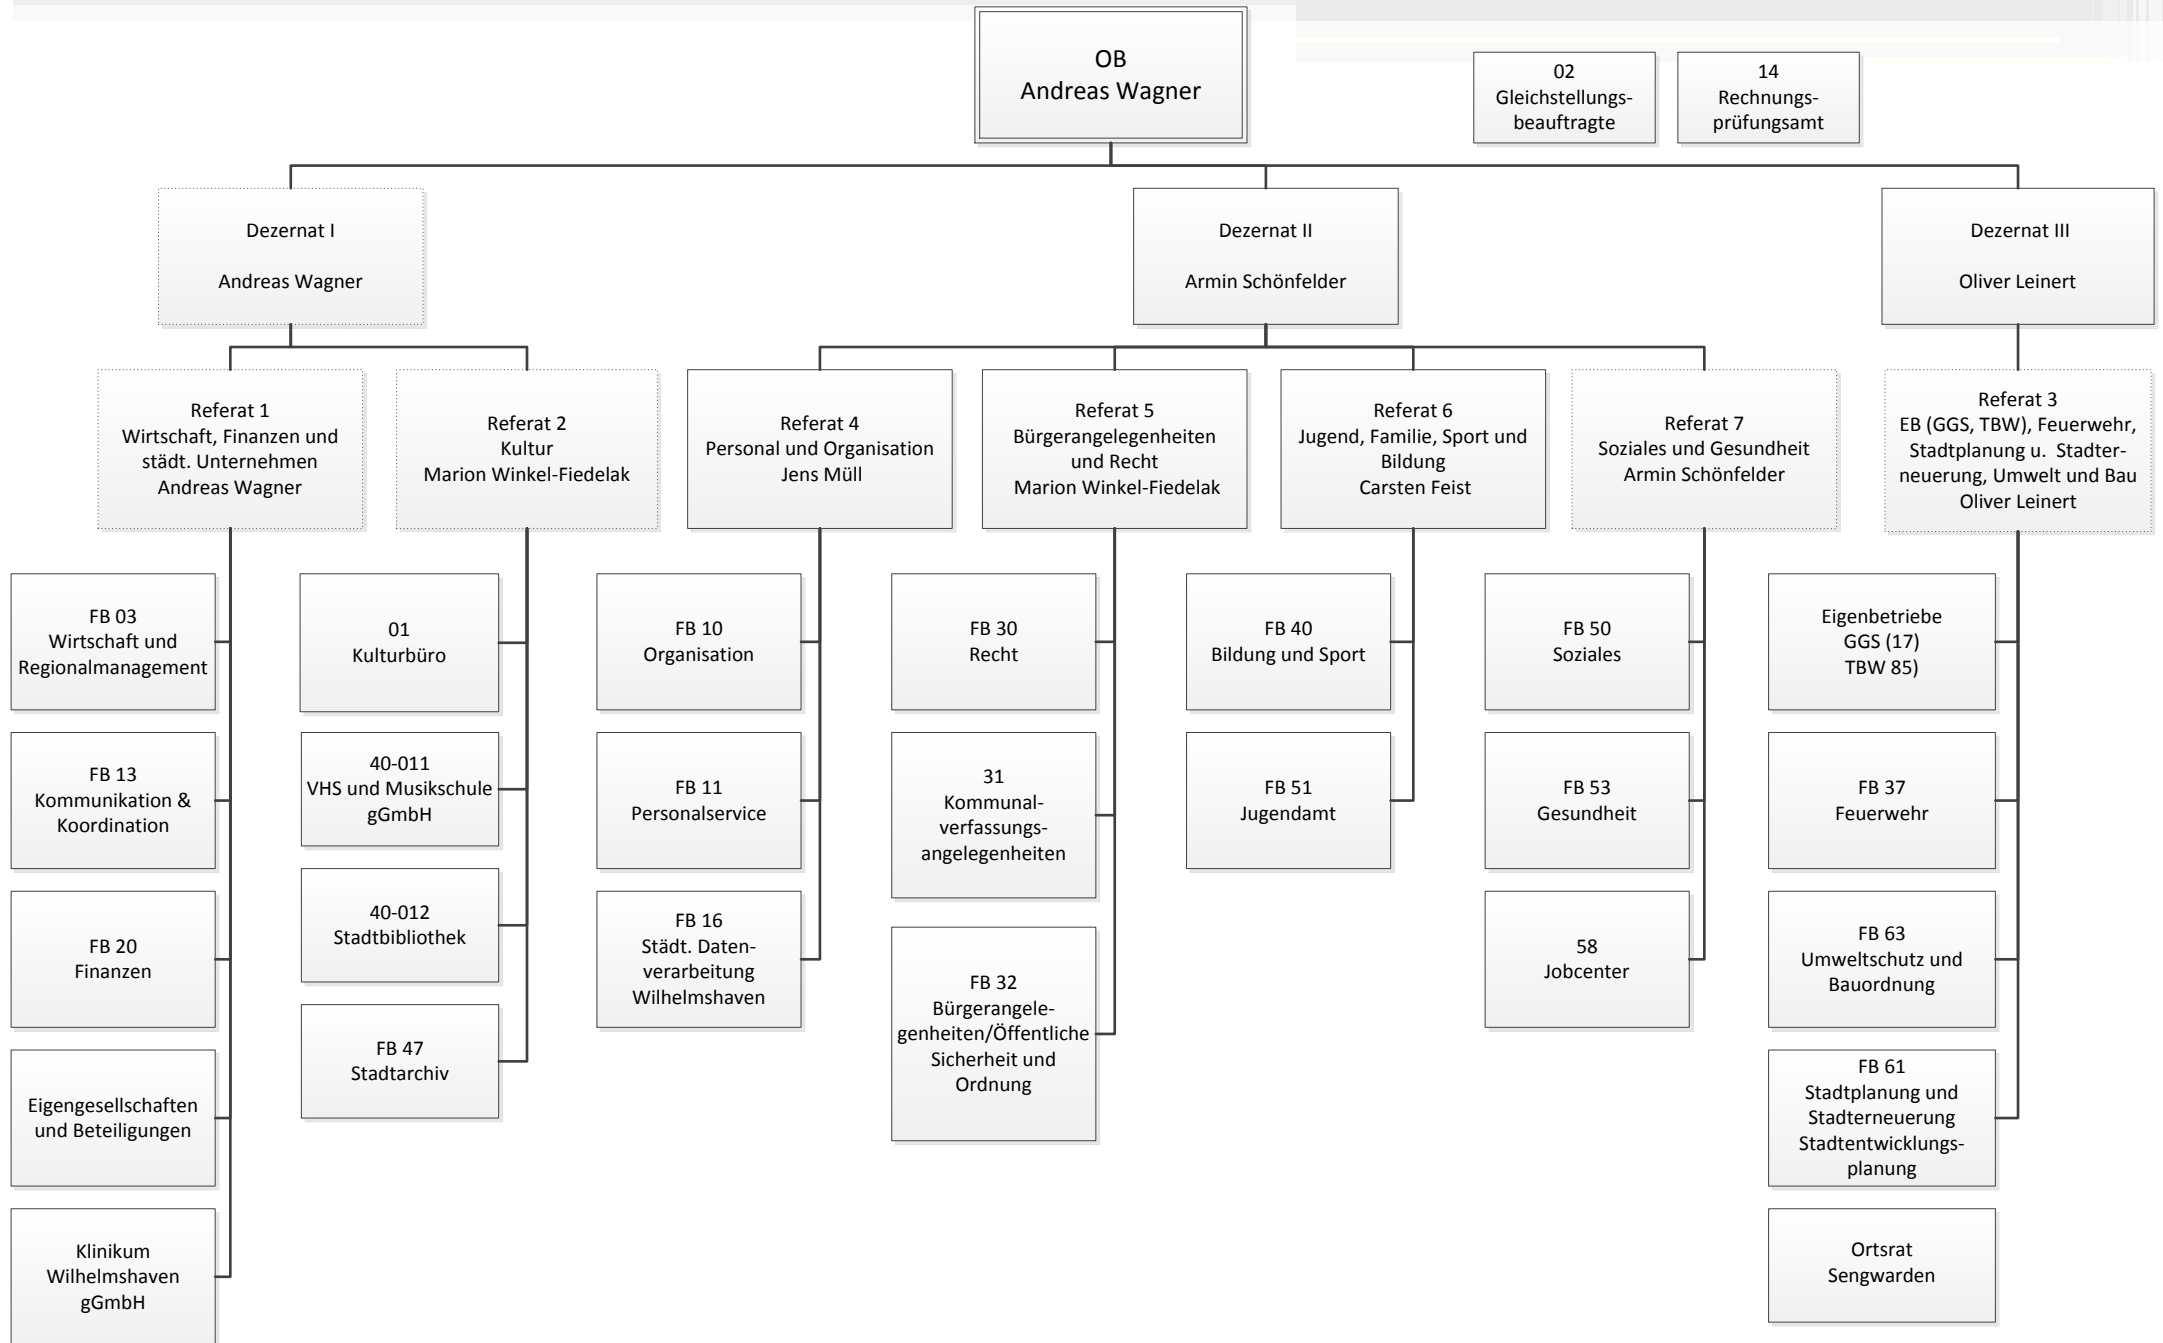 OB
Andreas Wagner
02
Gleichstellungs-
beauftragte
14
Rechnungs-
prüfungsamt
Dezernat I
Andreas Wagner
Dezernat II
Armin Schönfelder
Dezernat III
Oliver Leinert
Referat 1
Wirtschaft, Finanzen und
städt. Unternehmen
Andreas Wagner
Referat 2
Kultur
Marion Winkel-Fiedelak
Referat 4
Personal und Organisation
Jens Müll
Referat 5
Bürgerangelegenheiten
und Recht
Marion Winkel-Fiedelak
Referat 6
Jugend, Familie, Sport und
Bildung
Carsten Feist
Referat 7
Soziales und Gesundheit
Armin Schönfelder
Referat 3
EB (GGS, TBW), Feuerwehr,
Stadtplanung u. Stadter-
neuerung, Umwelt und Bau
Oliver Leinert
FB 03
Wirtschaft und
Regionalmanagement
FB 13
Kommunikation &
Koordination
FB 20
Finanzen
Eigengesellschaften
und Beteiligungen
Klinikum
Wilhelmshaven
gGmbH
01
Kulturbüro
40-011
VHS und Musikschule
gGmbH
40-012
Stadtbibliothek
FB 47
Stadtarchiv
FB 10
Organisation
FB 11
Personalservice
FB 16
Städt. Daten-
verarbeitung
Wilhelmshaven
FB 30
Recht
31
Kommunal-
verfassungs-
angelegenheiten
FB 32
Bürgerangele-
genheiten/Öffentliche
Sicherheit und
Ordnung
FB 40
Bildung und Sport
FB 51
Jugendamt
FB 50
Soziales
FB 53
Gesundheit
58
Jobcenter
Eigenbetriebe
GGS (17)
TBW 85)
FB 37
Feuerwehr
FB 63
Umweltschutz und
Bauordnung
FB 61
Stadtplanung und
Stadterneuerung
Stadtentwicklungs-
planung
Ortsrat
Sengwarden